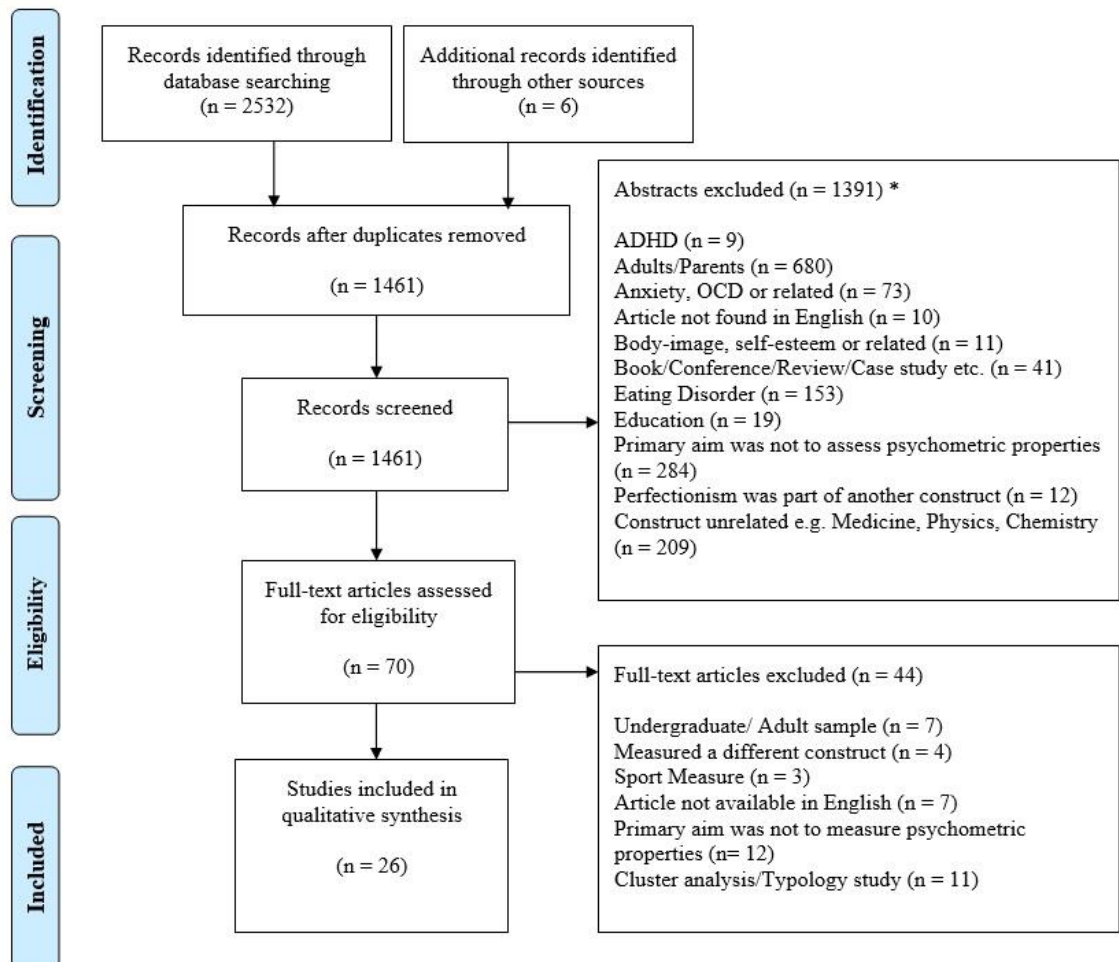 Identification
Records identified through
database searching
(n = 2532)
Additional records identified
through other sources
(n = 6)
Screening
Records after duplicates removed
(n = 1461)
Records screened
(n = 1461)
Abstracts excluded (n = 1391) *
ADHD (n = 9)
Adults/Parents (n = 680)
Anxiety, OCD or related (n = 73)
Article not found in English (n = 10)
Body-image, self-esteem or related (n = 11)
Book/Conference/Review/Case study etc. (n = 41)
Eating Disorder (n = 153)
Education (n = 19)
Primary aim was not to assess psychometric properties
(n = 284)
Perfectionism was part of another construct (n = 12)
Construct unrelated e.g. Medicine, Physics, Chemistry
(n = 209)
Eligibility
Full-text articles assessed
for eligibility
(n = 70)
Full-text articles excluded (n = 44)
Undergraduate/ Adult sample (n = 7)
Measured a different construct (n = 4)
Sport Measure (n = 3)
Article not available in English (n = 7)
Primary aim was not to measure psychometric
properties (n= 12)
Cluster analysis/Typology study (n = 11)
Included
Studies included in
qualitative synthesis
(n = 26)